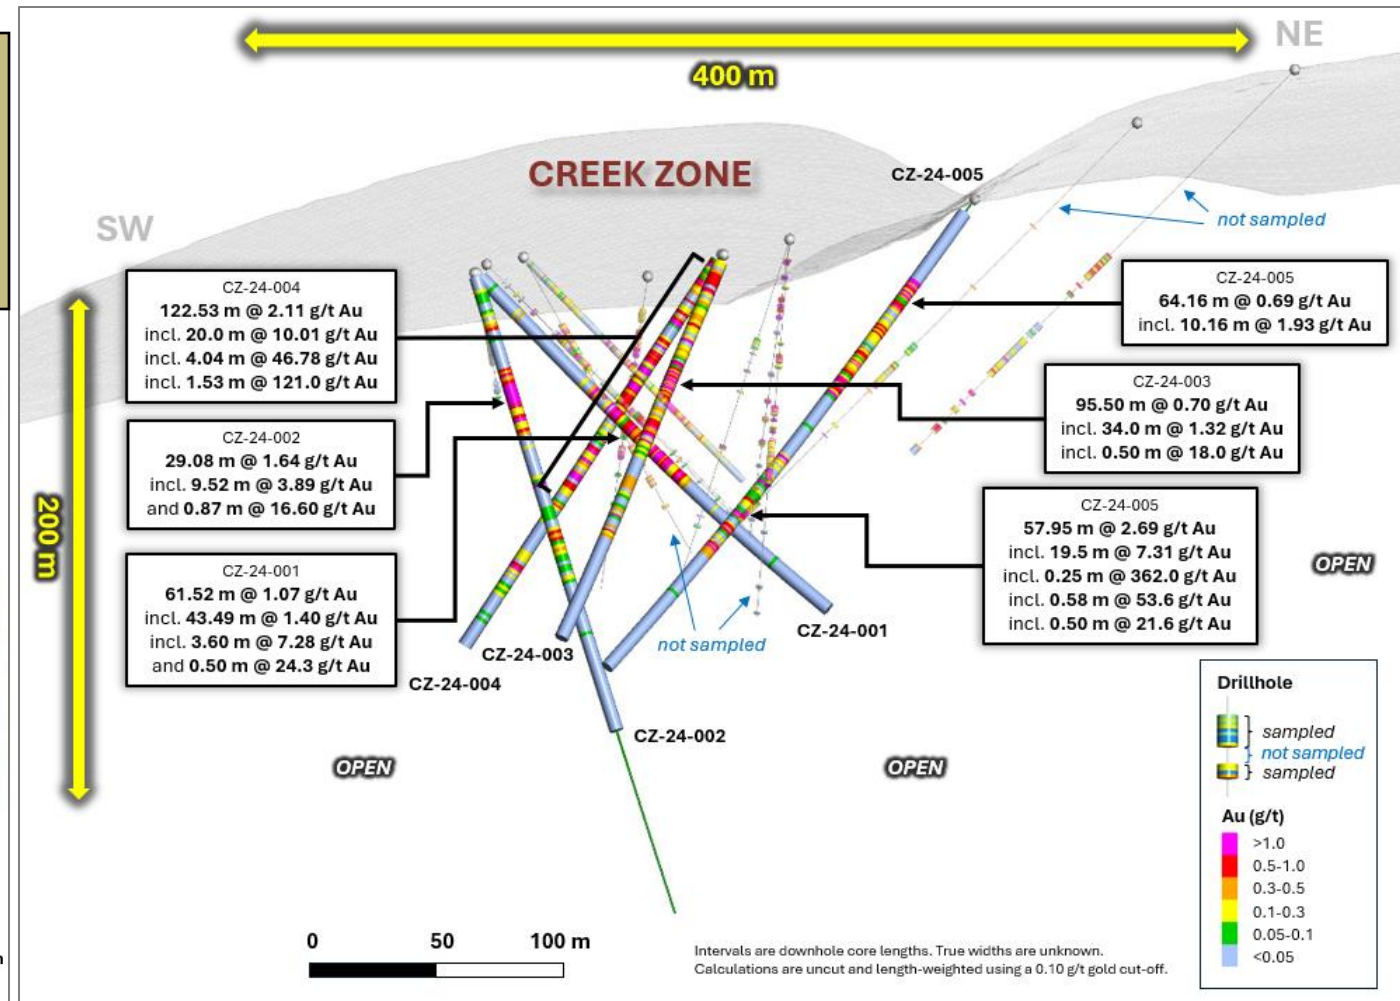 NE
400 m
CREEK ZONE
CZ-24-005
SW
not sampled
CZ-24-004
122.53 m @ 2.11 g/t Au
incl. 20.0 m @ 10.01 g/t Au
incl. 4.04 m @ 46.78 g/t Au
incl. 1.53 m @ 121.0 g/t Au
CZ-24-005
64.16 m @ 0.69 g/t Au
incl. 10.16 m @ 1.93 g/t Au
CZ-24-003
95.50 m @ 0.70 g/t Au
incl. 34.0 m @ 1.32 g/t Au
incl. 0.50 m @ 18.0 g/t Au
CZ-24-002
29.08 m @ 1.64 g/t Au
incl. 9.52 m @ 3.89 g/t Au
and 0.87 m @ 16.60 g/t Au
200 m
CZ-24-005
57.95 m @ 2.69 g/t Au
incl. 19.5 m @ 7.31 g/t Au
incl. 0.25 m @ 362.0 g/t Au
incl. 0.58 m @ 53.6 g/t Au
incl. 0.50 m @ 21.6 g/t Au
OPEN
CZ-24-001
61.52 m @ 1.07 g/t Au
incl. 43.49 m @ 1.40 g/t Au
incl. 3.60 m @ 7.28 g/t Au
and 0.50 m @ 24.3 g/t Au
CZ-24-001
not sampled
CZ-24-003
CZ-24-004
CZ-24-002
OPEN
OPEN
Drillhole
sampled
not sampled
sampled
Au (g/t)
>1.0
0.5-1.0
0.3-0.5
0.1-0.3
0.05-0.1
<0.05
0 50 100 m
Intervals are downhole core lengths. True widths are unknown.
Calculations are uncut and length-weighted using a 0.10 g/t gold cut-off.